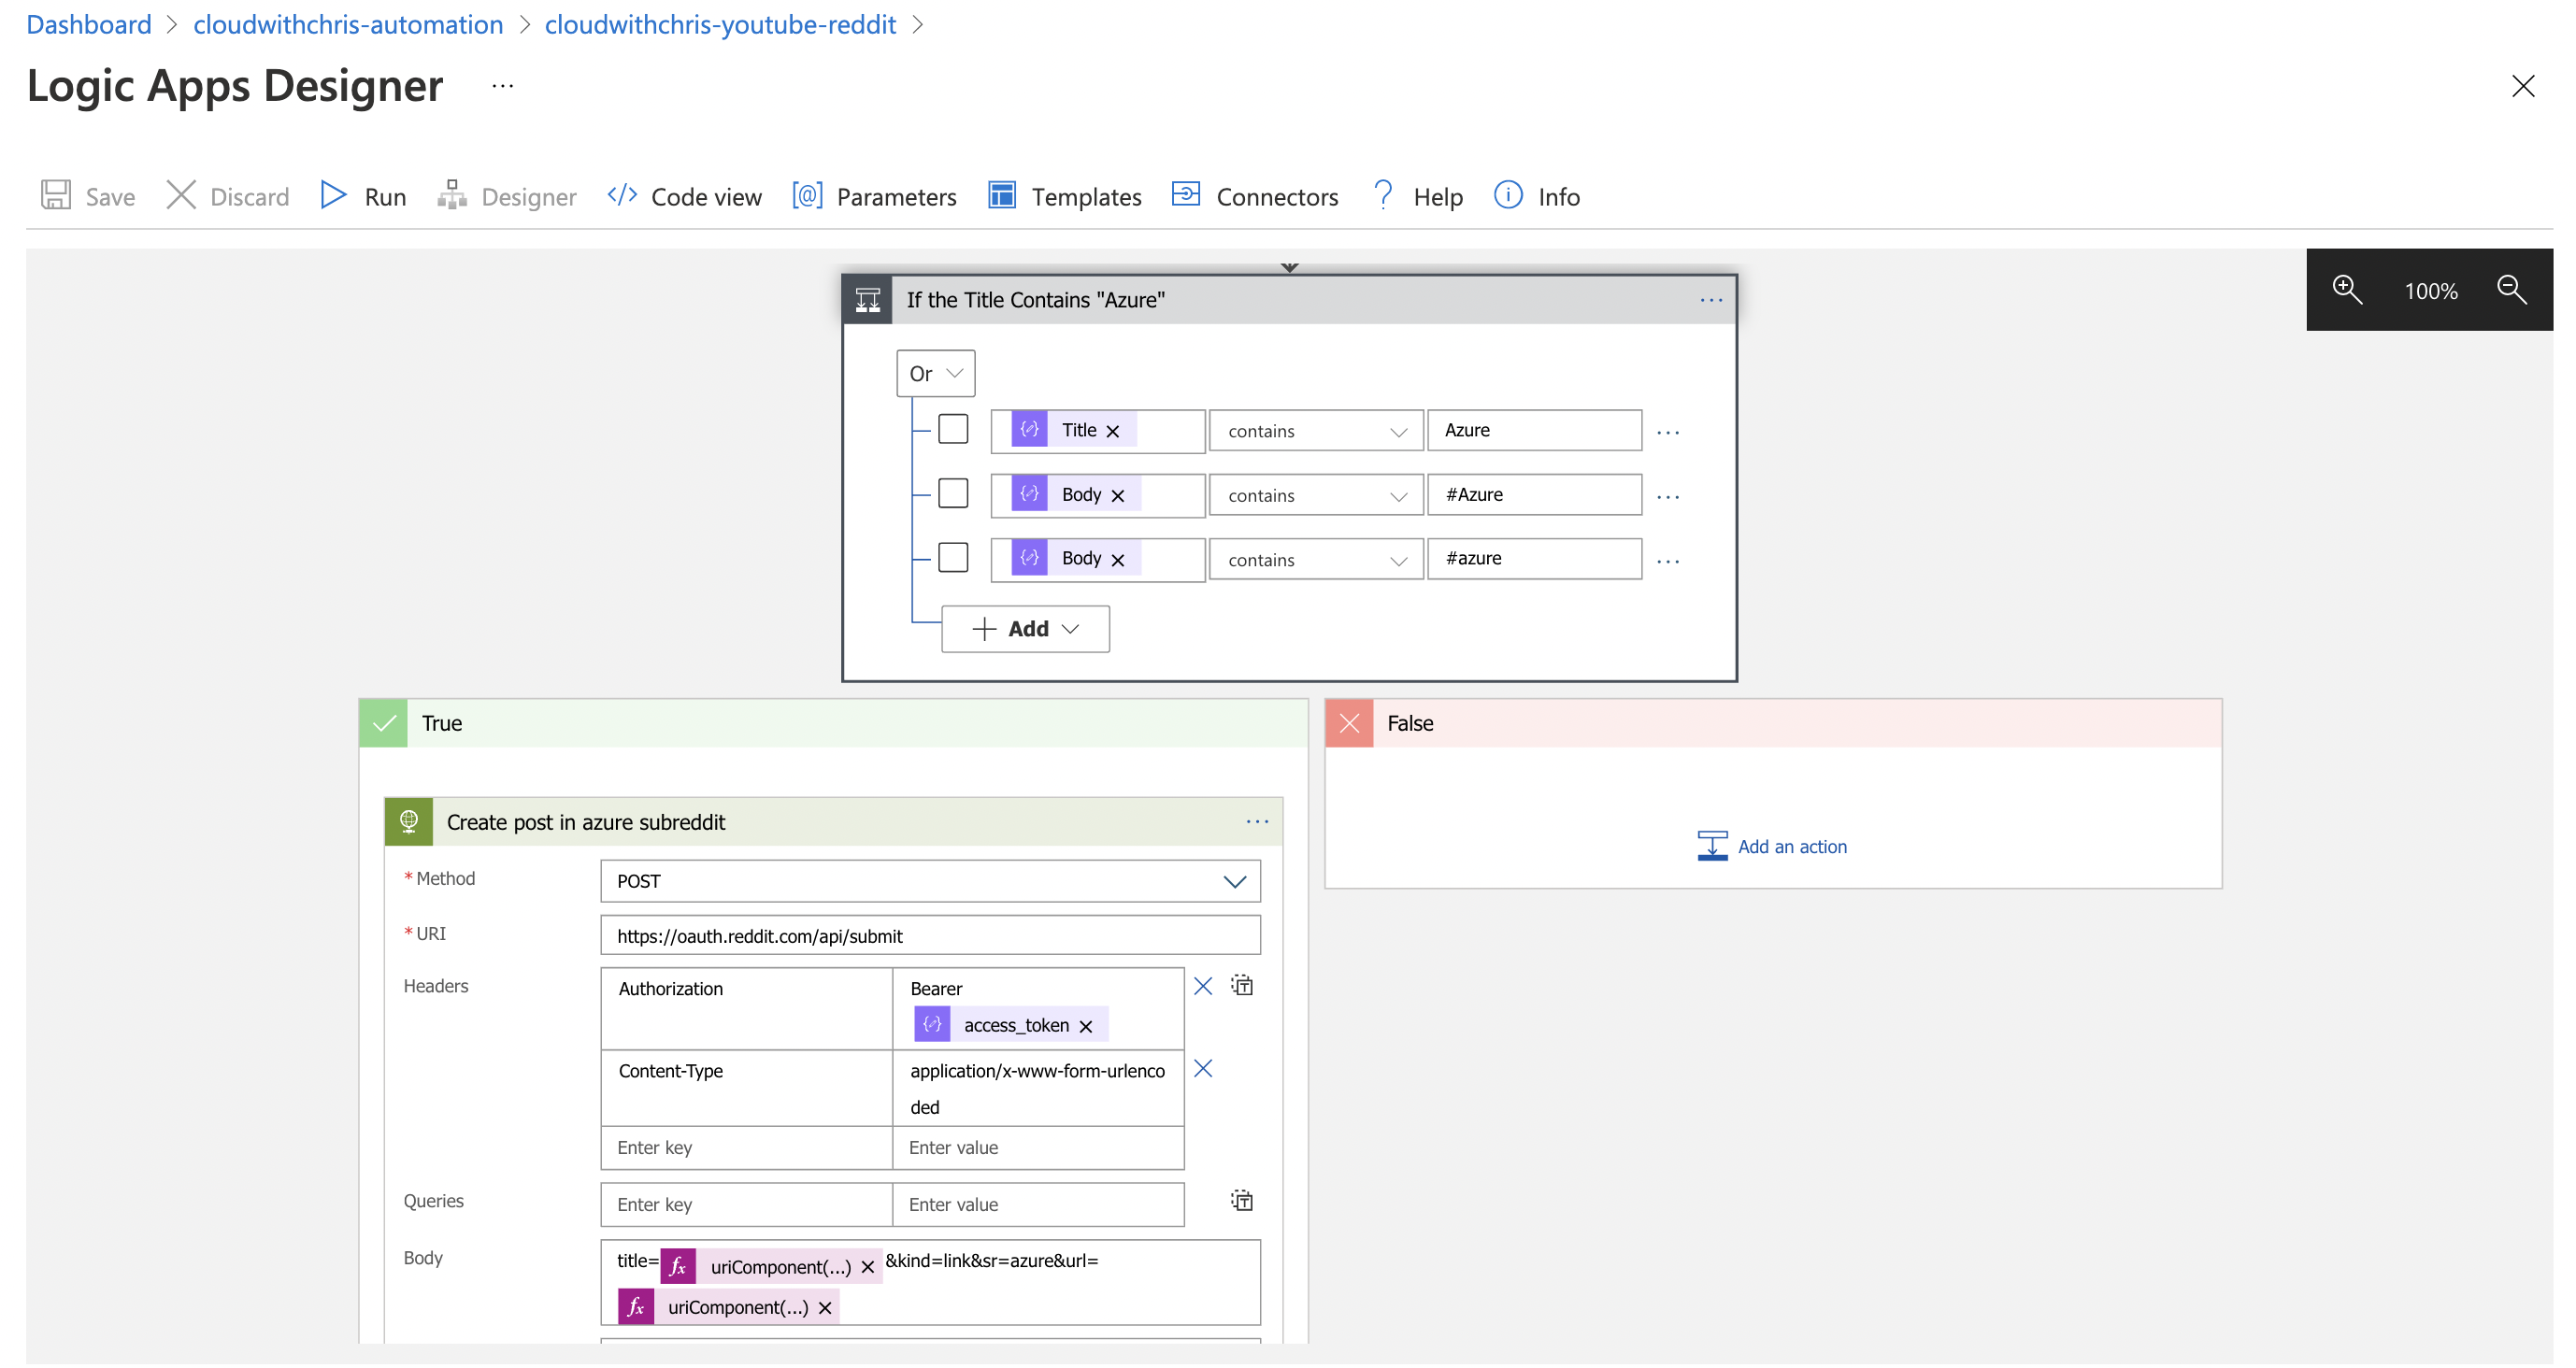 Dashboard > cloudwithchris-automation > cloudwithchris-youtube-reddit >
Logic Apps Designer ...
Save Discard Run Designer </> Code view [@] Parameters Templates Connectors ? Help Info
If the Title Contains "Azure" ...
100%
Or
Title × contains Azure ...
Body × contains #Azure ...
Body × contains #azure ...
+ Add
True
False
Create post in azure subreddit ...
Add an action
* Method POST
* URI https://oauth.reddit.com/api/submit
Headers Authorization Bearer
access_token ×
Content-Type application/x-www-form-urlenco
ded
Enter key Enter value
Queries Enter key Enter value
Body title= fx uriComponent(...) × &kind=link&sr=azure&url=
fx uriComponent(...) ×